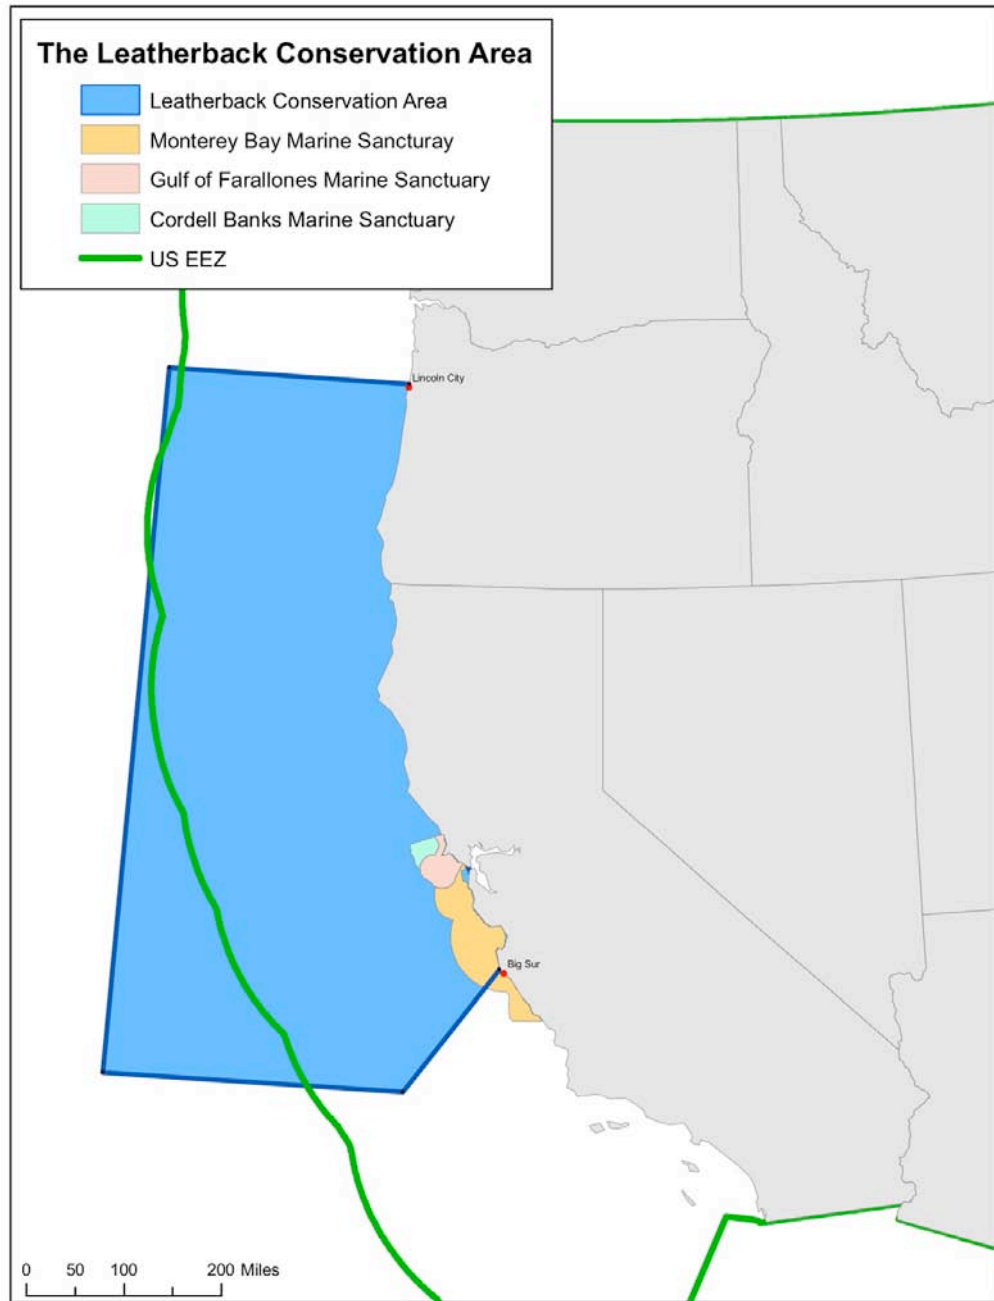 The Leatherback Conservation Area
Leatherback Conservation Area
Monterey Bay Marine Sancturay
Gulf of Farallones Marine Sanctuary
Cordell Banks Marine Sanctuary
US EEZ
Lincoln City
Big Sur
0 50 100 200 Miles